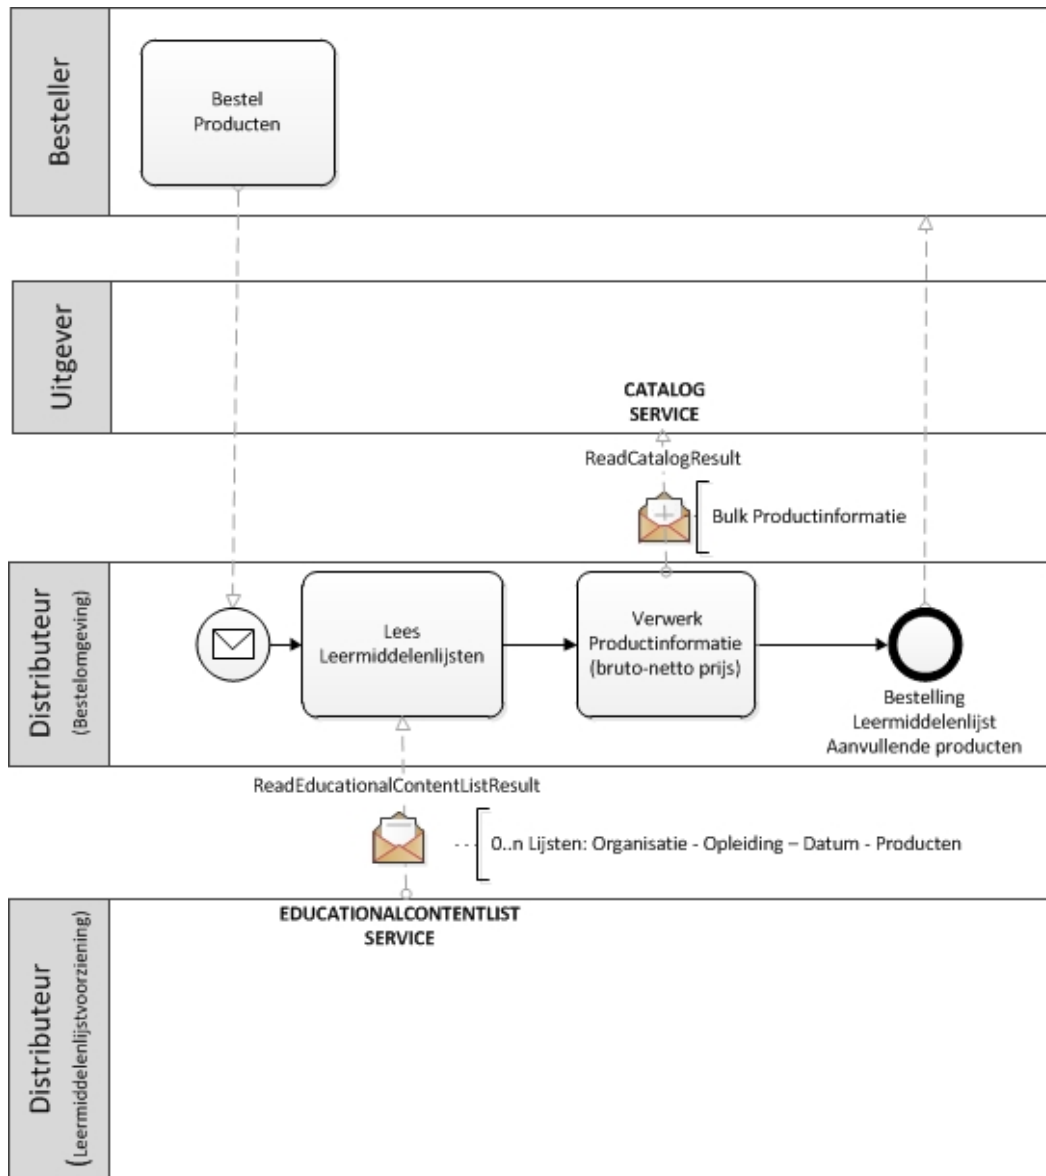 Besteller
Bestel
Producten
Uitgever
CATALOG
SERVICE
ReadCatalogResult
Bulk Productinformatie
Distributeur
(Bestelomgeving)
Lees
Leermiddelenlijsten
Verwerk
Productinformatie
(bruto-netto prijs)
Bestelling
Leermiddelenlijst
Aanvullende producten
ReadEducationalContentListResult
0..n Lijsten: Organisatie - Opleiding – Datum - Producten
EDUCATIONALCONTENTLIST
SERVICE
Distributeur
(Leermiddelenlijstvoorziening)